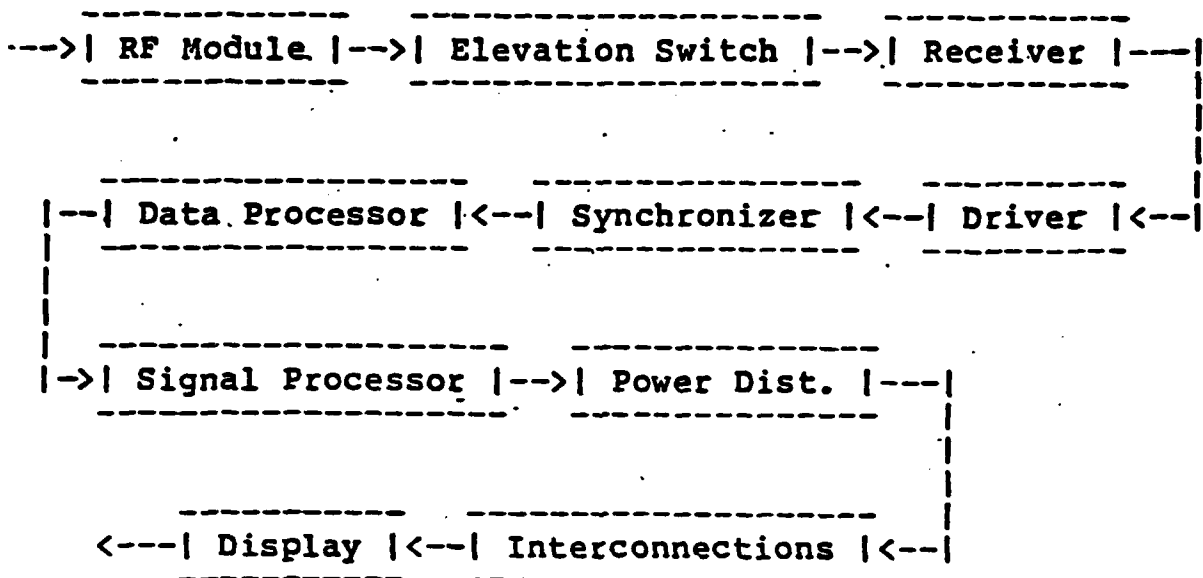 RF Module Elevation Switch Receiver
Data Processor Synchronizer Driver
Signal Processor Power Dist.
Display Interconnections